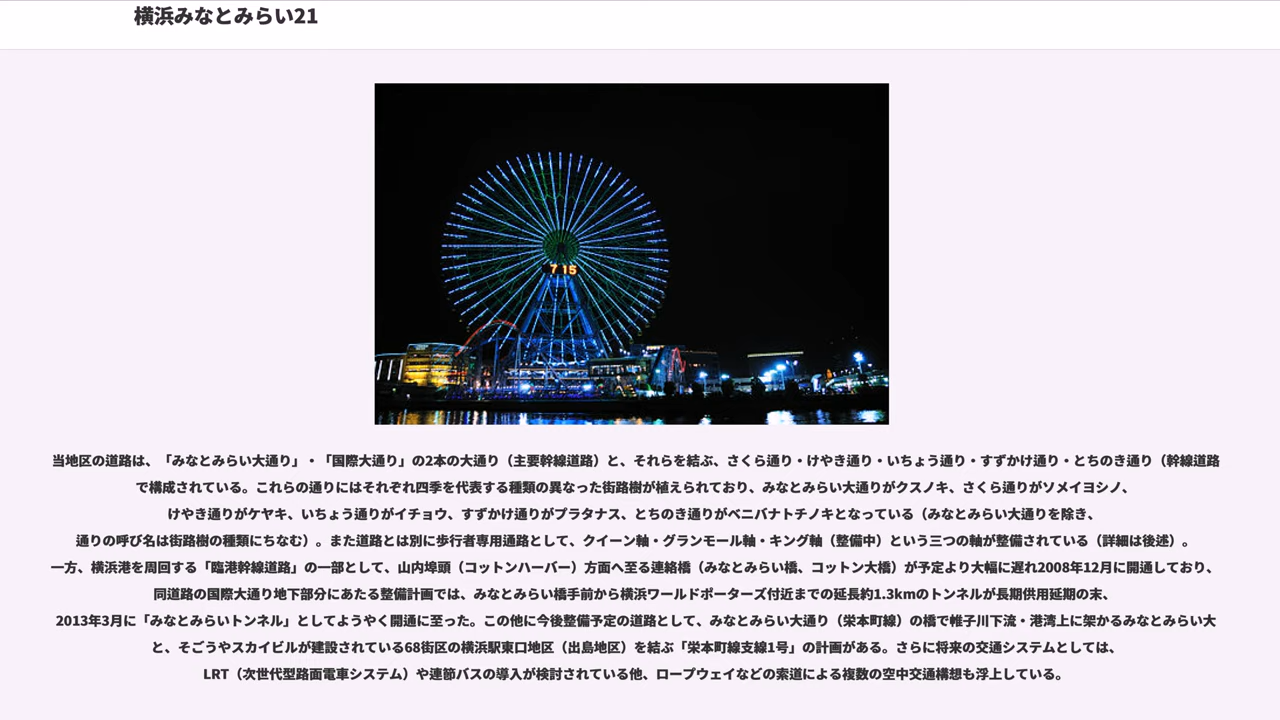 横浜みなとみらい21
7 15
当地区の道路は、「みなとみらい大通り」・「国際大通り」の2本の大通り（主要幹線道路）と、それらを結ぶ、さくら通り・けやき通り・いちょう通り・すずかけ通り・とちのき通り（幹線道路
で構成されている。これらの通りにはそれぞれ四季を代表する種類の異なった街路樹が植えられており、みなとみらい大通りがクスノキ、さくら通りがソメイヨシノ、
けやき通りがケヤキ、いちょう通りがイチョウ、すずかけ通りがプラタナス、とちのき通りがベニバナトチノキとなっている（みなとみらい大通りを除き、
通りの呼び名は街路樹の種類にちなむ）。また道路とは別に歩行者専用通路として、クイーン軸・グランモール軸・キング軸（整備中）という三つの軸が整備されている（詳細は後述）。
一方、横浜港を周回する「臨港幹線道路」の一部として、山内埠頭（コットンハーバー）方面へ至る連絡橋（みなとみらい橋、コットン大橋）が予定より大幅に遅れ2008年12月に開通しており、
同道路の国際大通り地下部分にあたる整備計画では、みなとみらい橋手前から横浜ワールドポーターズ付近までの延長約1.3kmのトンネルが長期供用延期の末、
2013年3月に「みなとみらいトンネル」としてようやく開通に至った。この他に今後整備予定の道路として、みなとみらい大通り（栄本町線）の橋で帷子川下流・港湾上に架かるみなとみらい大
と、そごうやスカイビルが建設されている68街区の横浜駅東口地区（出島地区）を結ぶ「栄本町線支線1号」の計画がある。さらに将来の交通システムとしては、
LRT（次世代型路面電車システム）や連節バスの導入が検討されている他、ロープウェイなどの索道による複数の空中交通構想も浮上している。